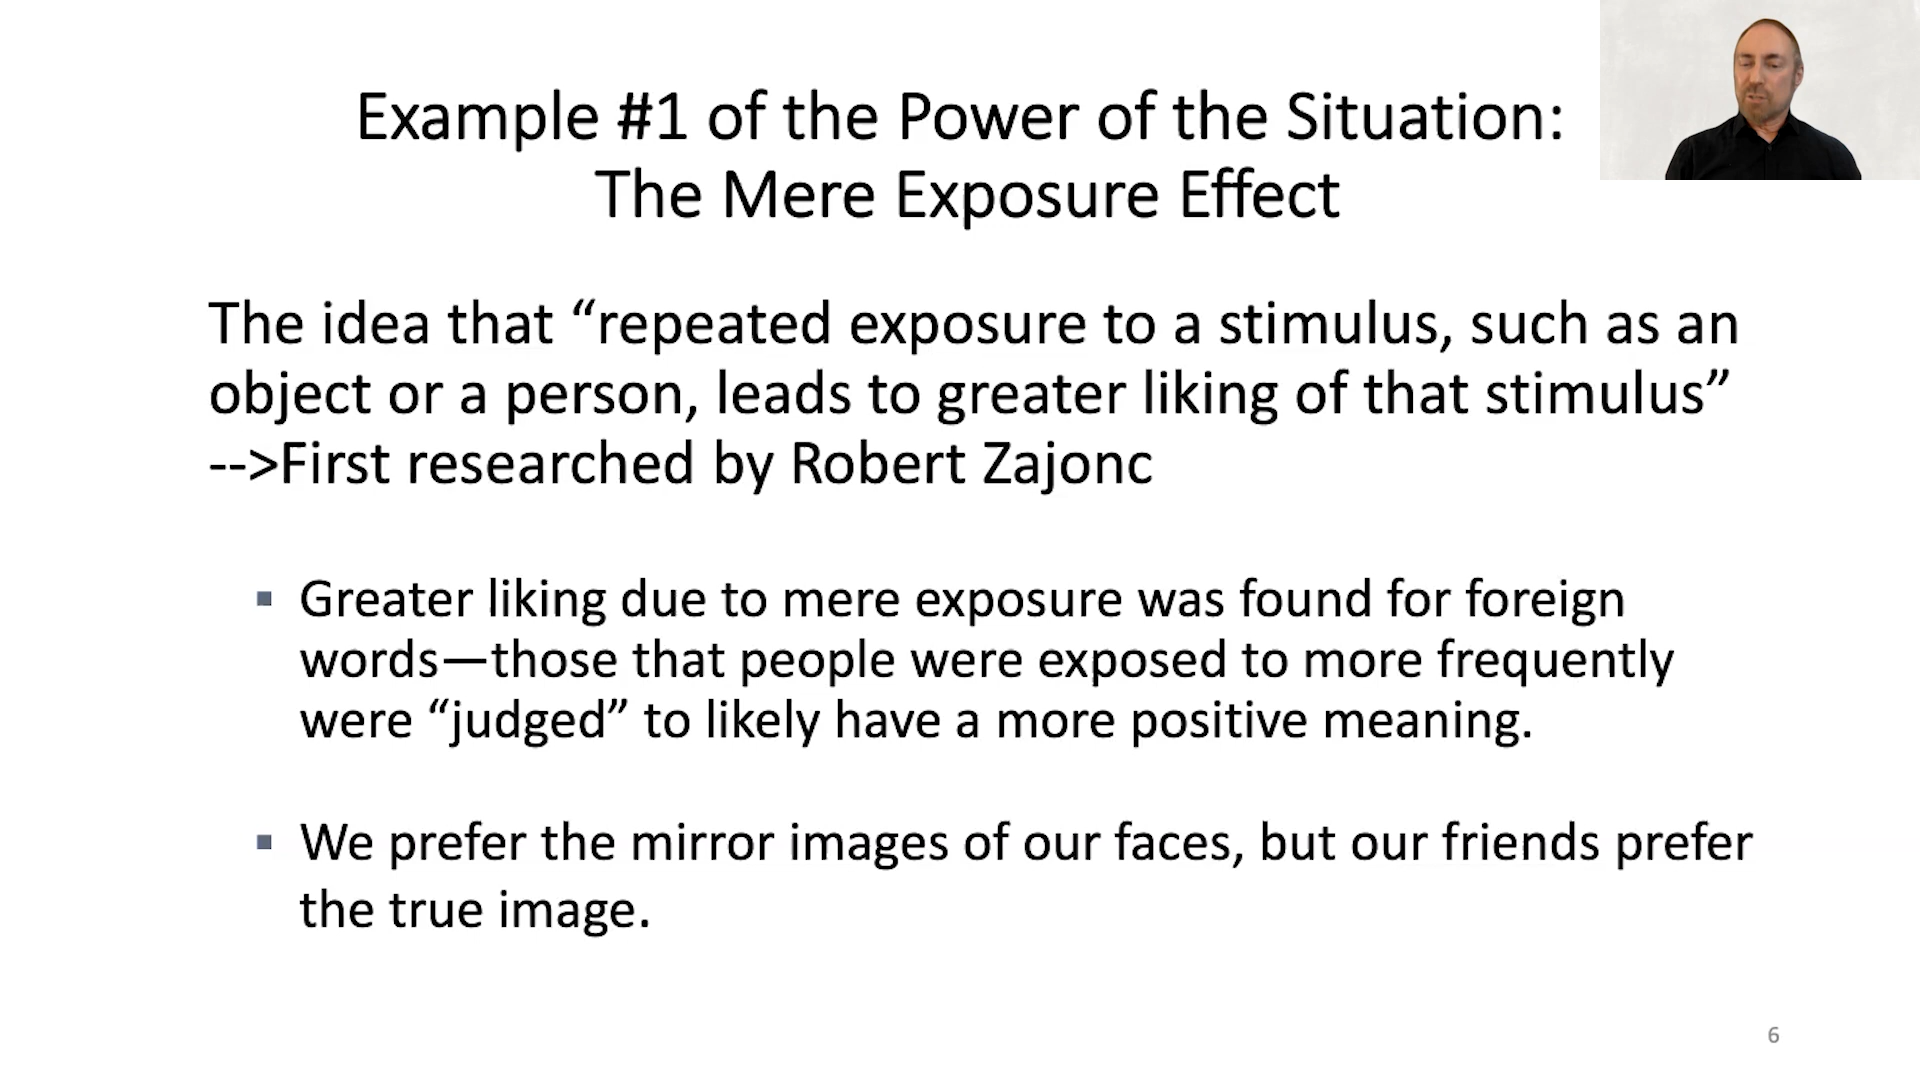 Example #1 of the Power of the Situation:
The Mere Exposure Effect
The idea that “repeated exposure to a stimulus, such as an
object or a person, leads to greater liking of that stimulus”
-->First researched by Robert Zajonc
▪ Greater liking due to mere exposure was found for foreign
words—those that people were exposed to more frequently
were “judged” to likely have a more positive meaning.
▪ We prefer the mirror images of our faces, but our friends prefer
the true image.
6